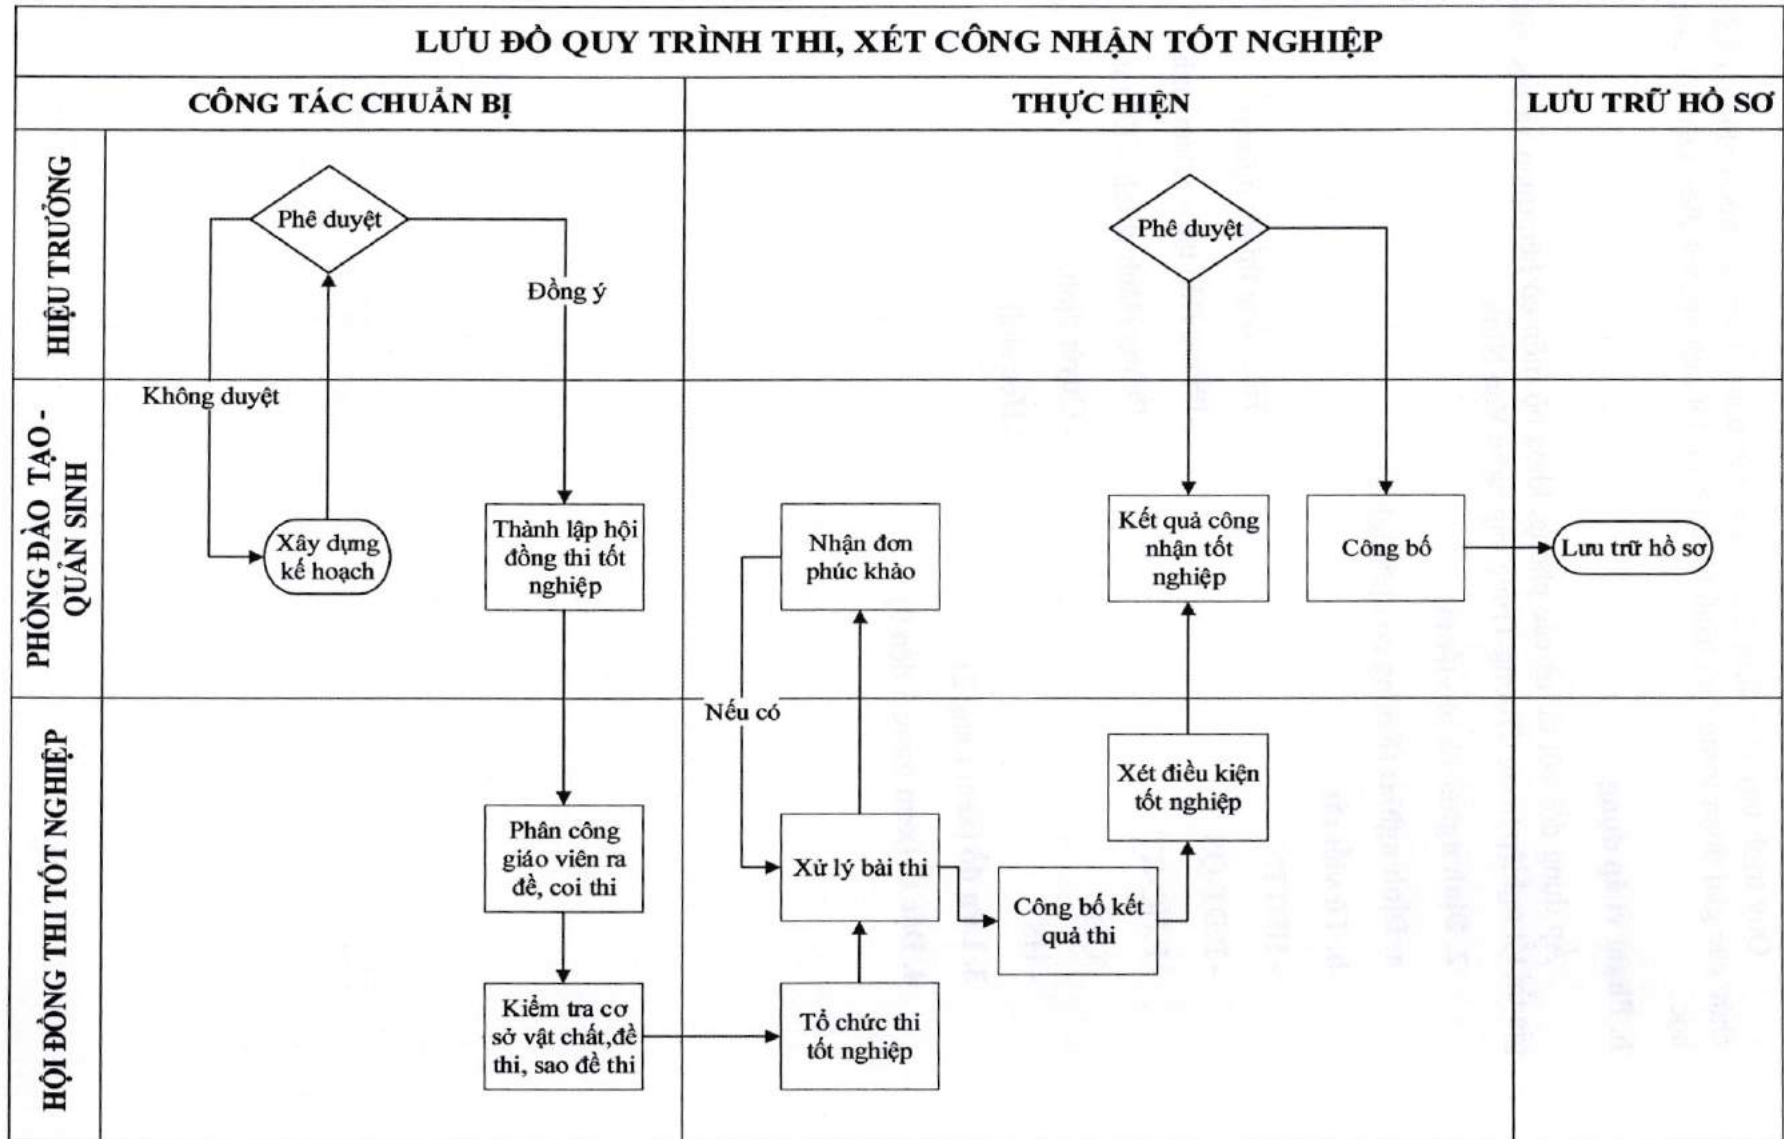 LƯU ĐỒ QUY TRÌNH THI, XÉT CÔNG NHẬN TỐT NGHIỆP
CÔNG TÁC CHUẨN BỊ
THỰC HIỆN
LƯU TRỮ HỒ SƠ
HIỆU TRƯỞNG
Phê duyệt
Đồng ý
Phê duyệt
Không duyệt
PHÒNG ĐÀO TẠO -
QUẢN SINH
Xây dựng
kế hoạch
Thành lập hội
đồng thi tốt
nghiệp
Nhận đơn
phúc khảo
Kết quả công
nhận tốt
nghiệp
Công bố
Lưu trữ hồ sơ
Nếu có
HỘI ĐỒNG THI TỐT NGHIỆP
Phân công
giáo viên ra
đề, coi thi
Xử lý bài thi
Công bố kết
quả thi
Xét điều kiện
tốt nghiệp
Kiểm tra cơ
sở vật chất,đề
thi, sao đề thi
Tổ chức thi
tốt nghiệp